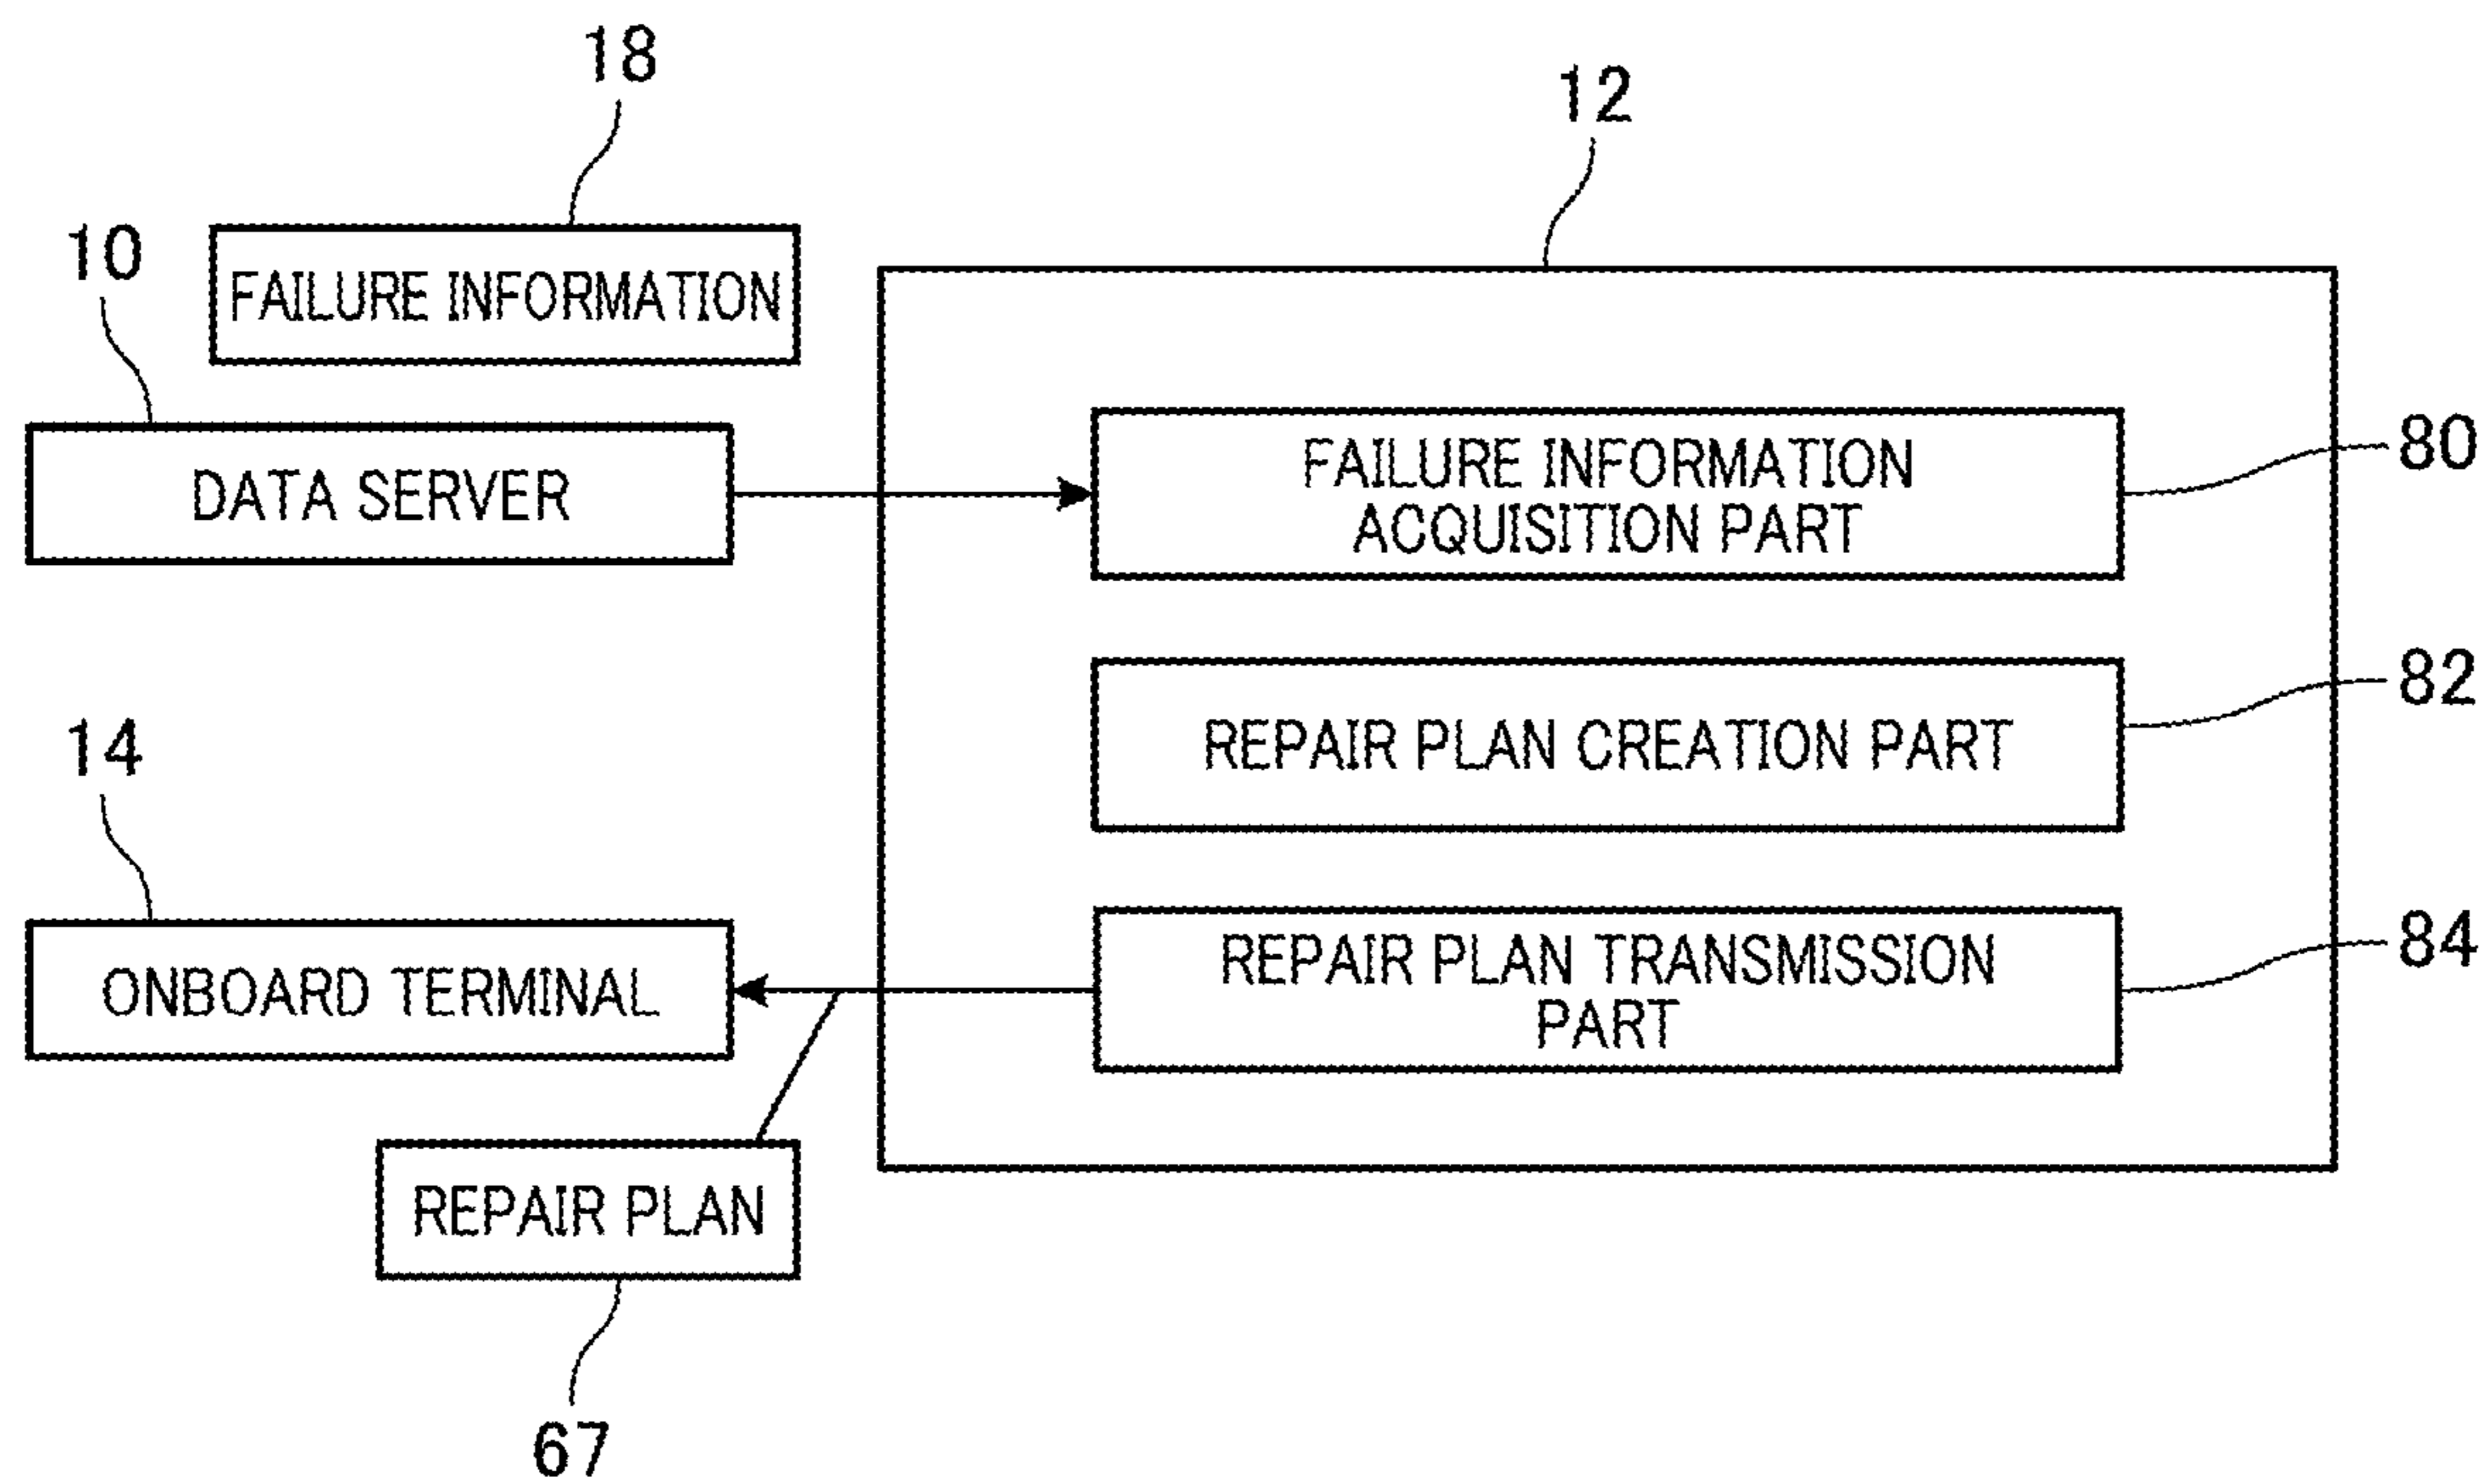 18
12
10
FAILURE INFORMATION
DATA SERVER
FAILURE INFORMATION
ACQUISITION PART
80
REPAIR PLAN CREATION PART
82
14
ONBOARD TERMINAL
REPAIR PLAN TRANSMISSION
PART
84
REPAIR PLAN
67